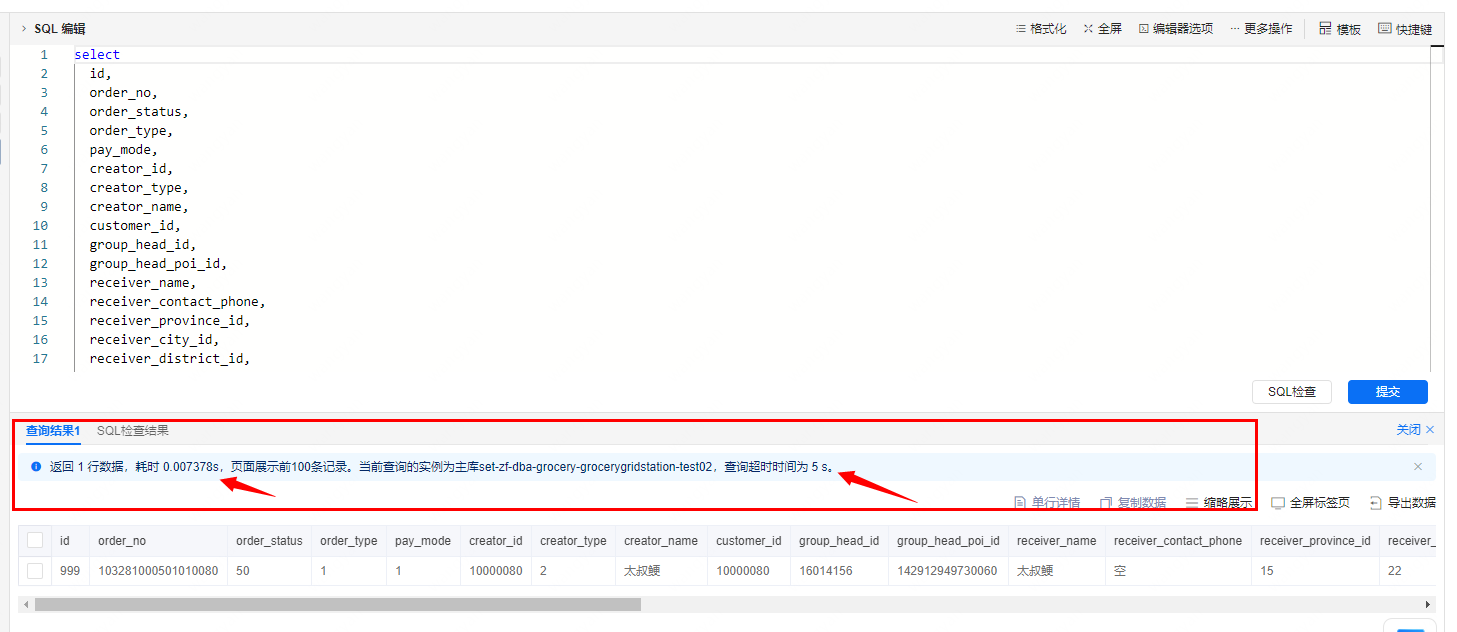 SQL 编辑 格式化 全屏 编辑器选项 ··· 更多操作 模板 快捷键
1 select
2 id,
3 order_no,
4 order_status,
5 order_type,
6 pay_mode,
7 creator_id,
8 creator_type,
9 creator_name,
10 customer_id,
11 group_head_id,
12 group_head_poi_id,
13 receiver_name,
14 receiver_contact_phone,
15 receiver_province_id,
16 receiver_city_id,
17 receiver_district_id,
SQL检查 提交
查询结果1 SQL检查结果 关闭 ×
返回 1 行数据，耗时 0.007378s，页面展示前100条记录。当前查询的实例为主库set-zf-dba-grocery-grocerygridstation-test02，查询超时时间为 5 s。 ×
单行详情 复制数据 缩略展示 全屏标签页 导出数据
id order_no order_status order_type pay_mode creator_id creator_type creator_name customer_id group_head_id group_head_poi_id receiver_name receiver_contact_phone receiver_province_id receiver_
999 103281000501010080 50 1 1 10000080 2 太叔鲠 10000080 16014156 142912949730060 太叔鲠 空 15 22